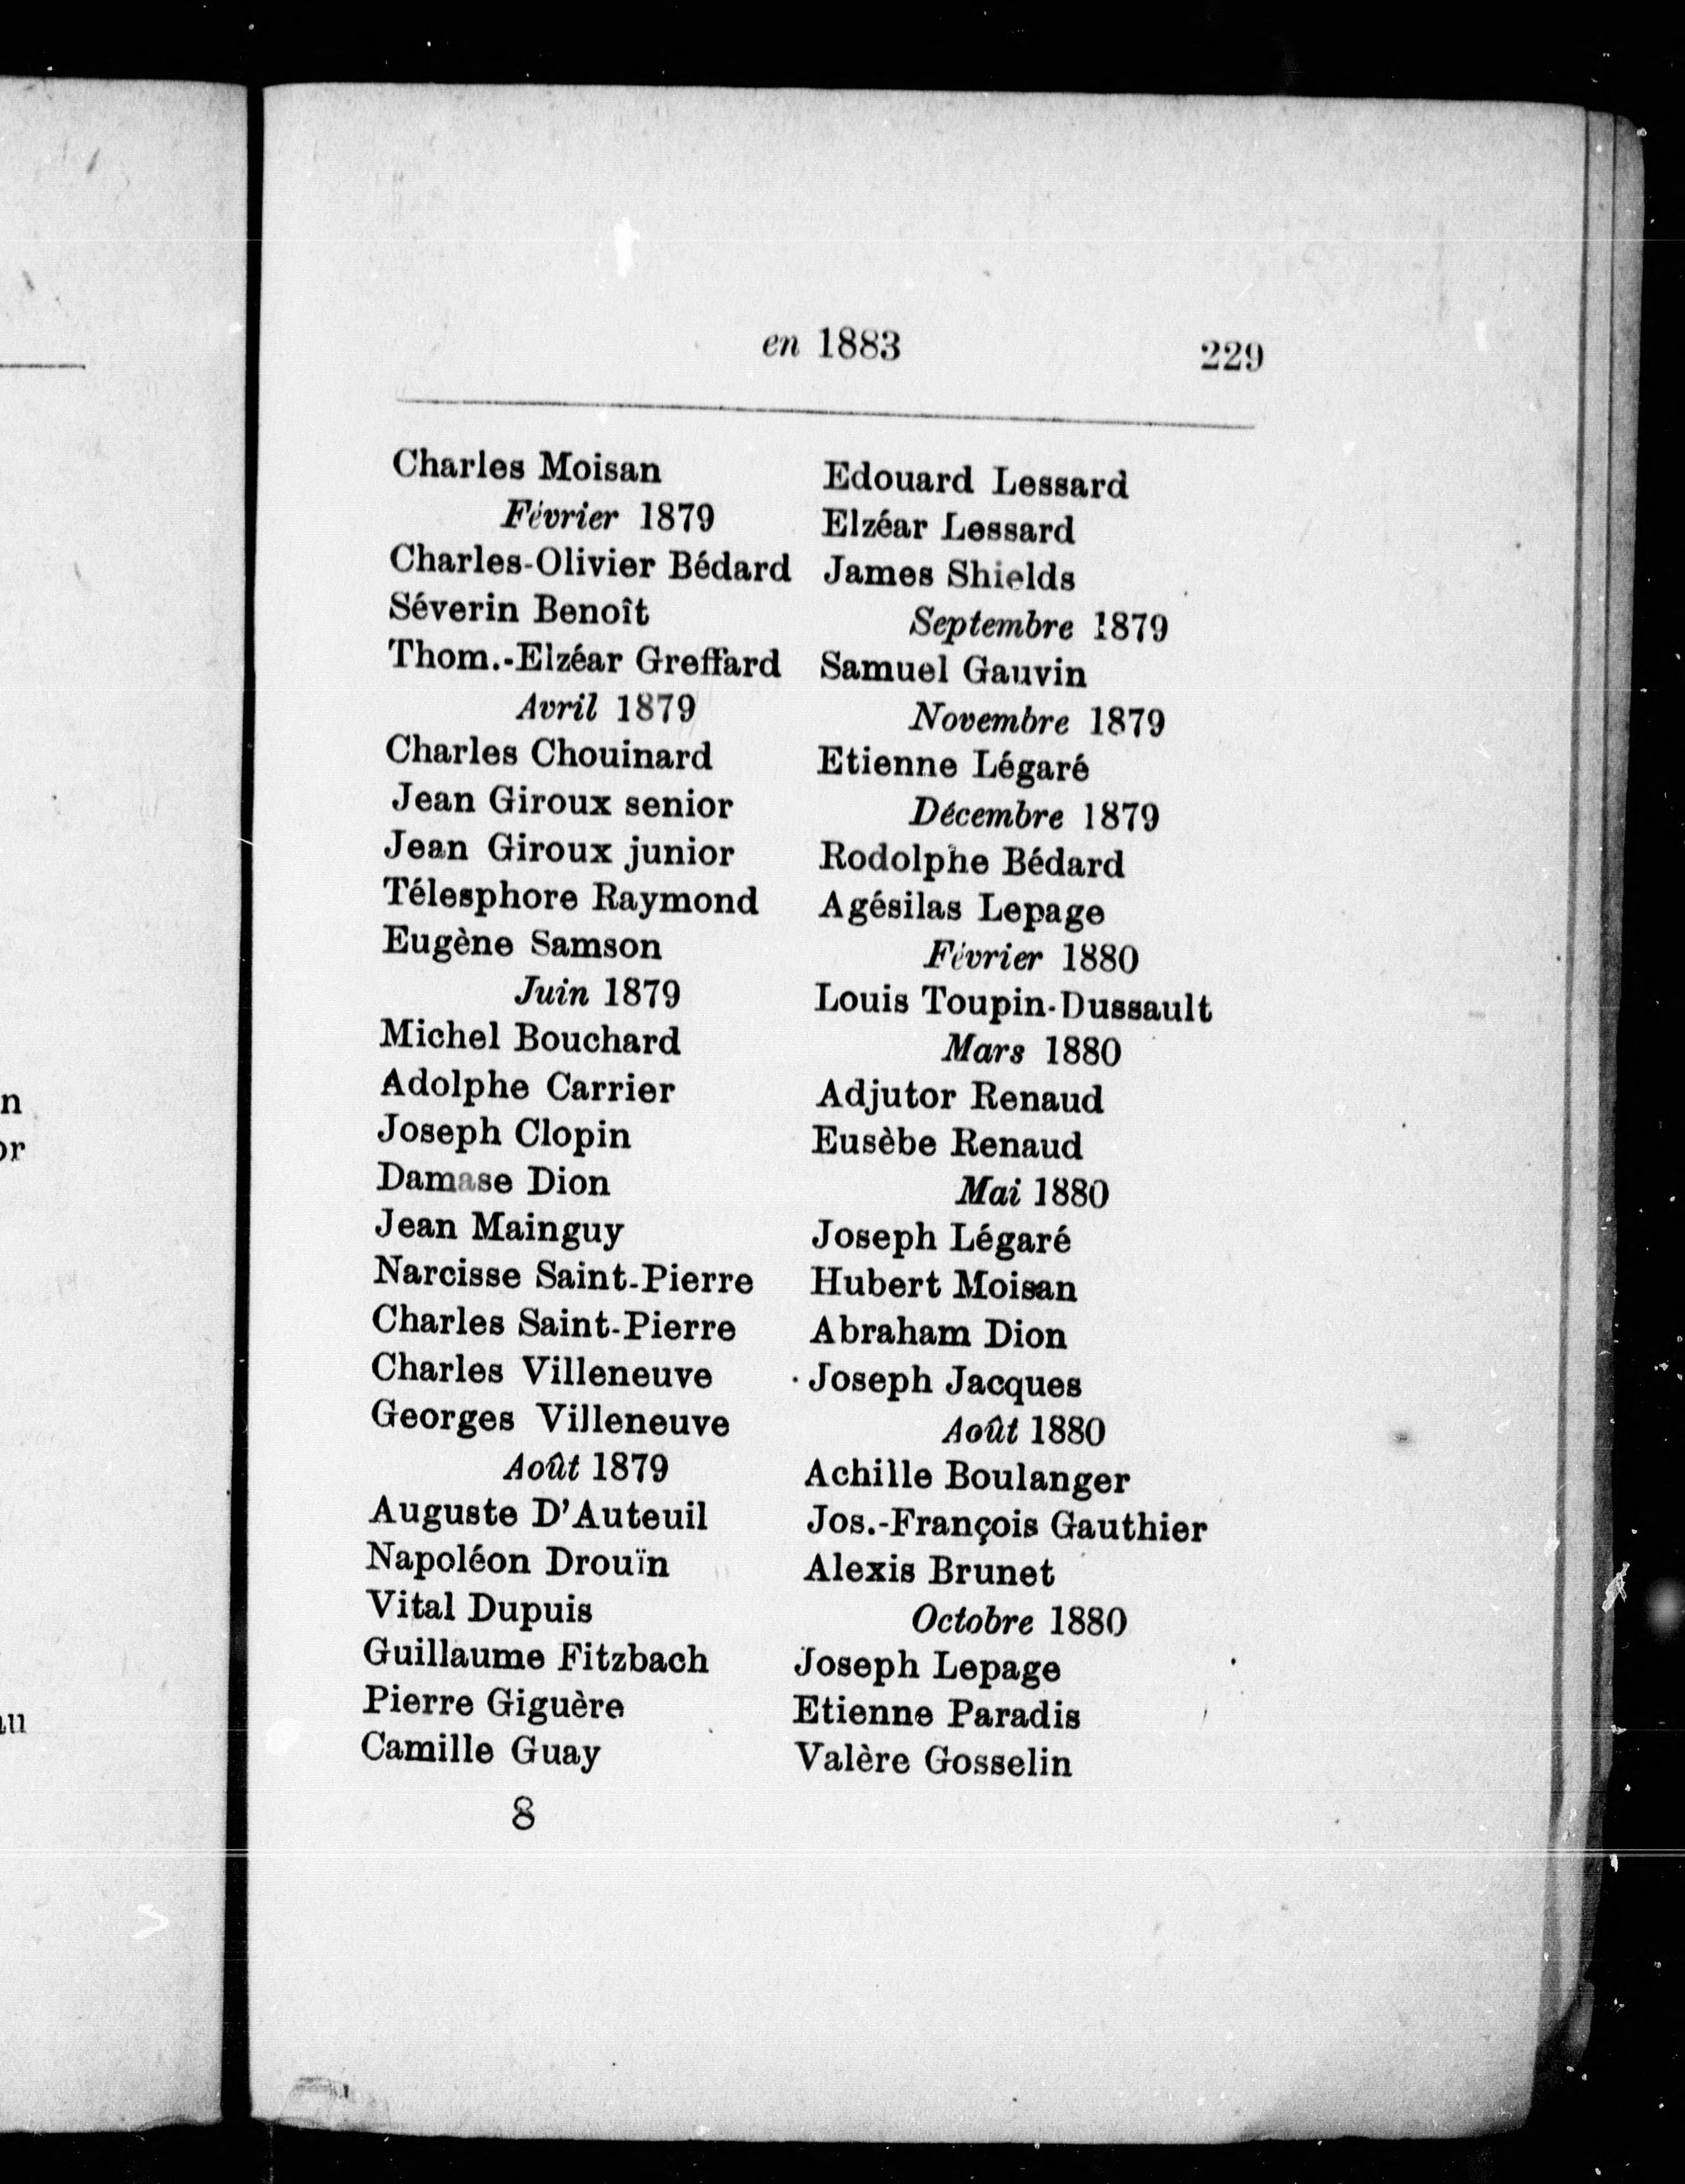 en 1883 229
Charles Moisan
Février 1879
Charles-Olivier Bédard
Séverin Benoît
Thom.-Elzéar Greffard
Avril 1879
Charles Chouinard
Jean Giroux senior
Jean Giroux junior
Télesphore Raymond
Eugène Samson
Juin 1879
Michel Bouchard
Adolphe Carrier
Joseph Clopin
Damase Dion
Jean Mainguy
Narcisse Saint-Pierre
Charles Saint-Pierre
Charles Villeneuve
Georges Villeneuve
Août 1879
Auguste D'Auteuil
Napoléon Drouïn
Vital Dupuis
Guillaume Fitzbach
Pierre Giguère
Camille Guay
8
Edouard Lessard
Elzéar Lessard
James Shields
Septembre 1879
Samuel Gauvin
Novembre 1879
Etienne Légaré
Décembre 1879
Rodolphe Bédard
Agésilas Lepage
Février 1880
Louis Toupin-Dussault
Mars 1880
Adjutor Renaud
Eusèbe Renaud
Mai 1880
Joseph Légaré
Hubert Moisan
Abraham Dion
Joseph Jacques
Août 1880
Achille Boulanger
Jos.-François Gauthier
Alexis Brunet
Octobre 1880
Joseph Lepage
Etienne Paradis
Valère Gosselin